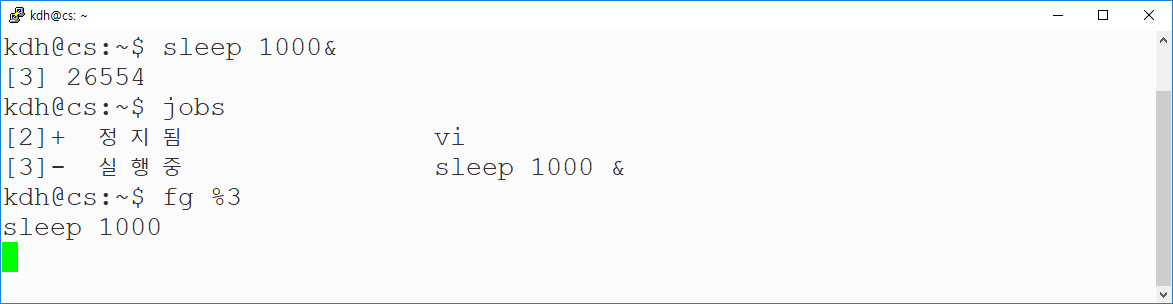 kdh@cs: ~
kdh@cs:~$ sleep 1000&
[3] 26554
kdh@cs:~$ jobs
[2]+  정지됨                 vi
[3]-  실행중                 sleep 1000 &
kdh@cs:~$ fg %3
sleep 1000